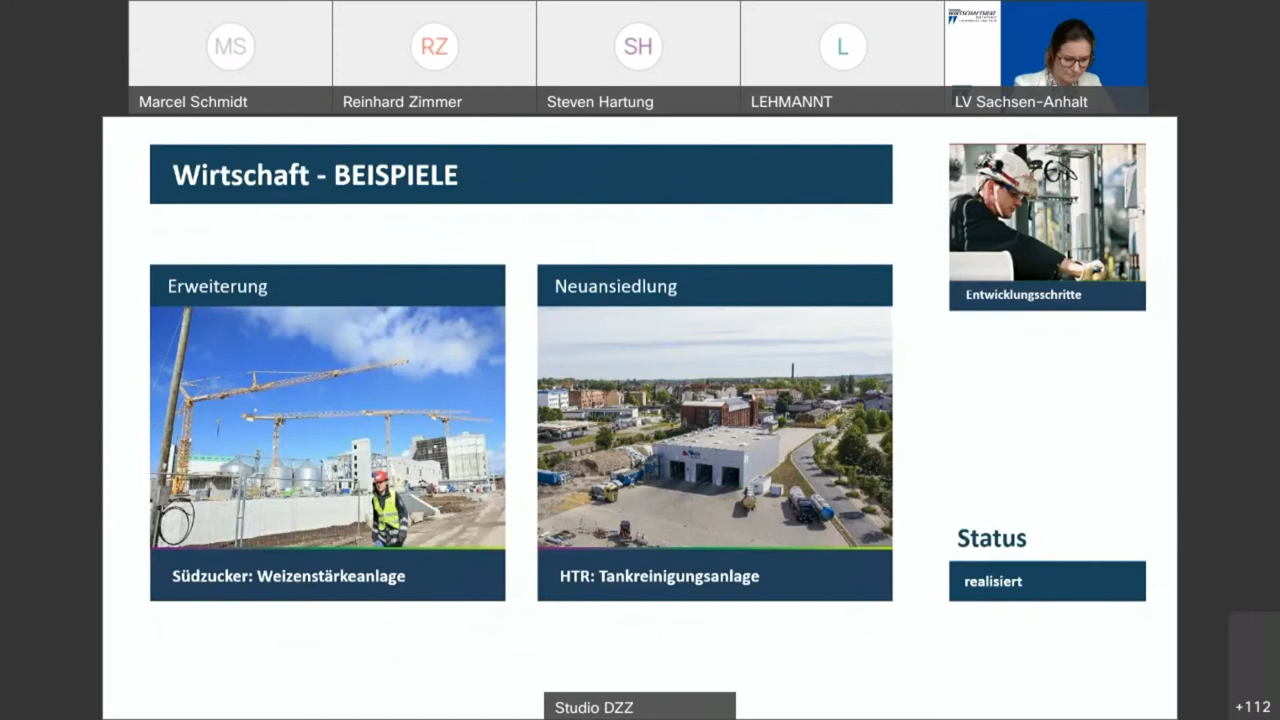 MS
RZ
SH
L
WIRTSCHAFTSRAT
Marcel Schmidt
Reinhard Zimmer
Steven Hartung
LEHMANNT
LV Sachsen-Anhalt
Wirtschaft - BEISPIELE
Entwicklungsschritte
Erweiterung
Neuansiedlung
Südzucker: Weizenstärkeanlage
HTR: Tankreinigungsanlage
Status
realisiert
Studio DZZ
+112